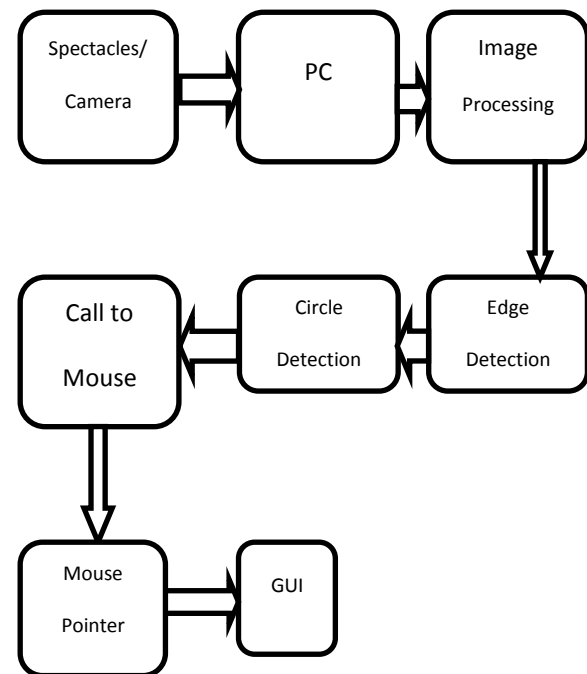 Spectacles/
Camera
PC
Image
Processing
Edge
Detection
Circle
Detection
Call to
Mouse
Mouse
Pointer
GUI